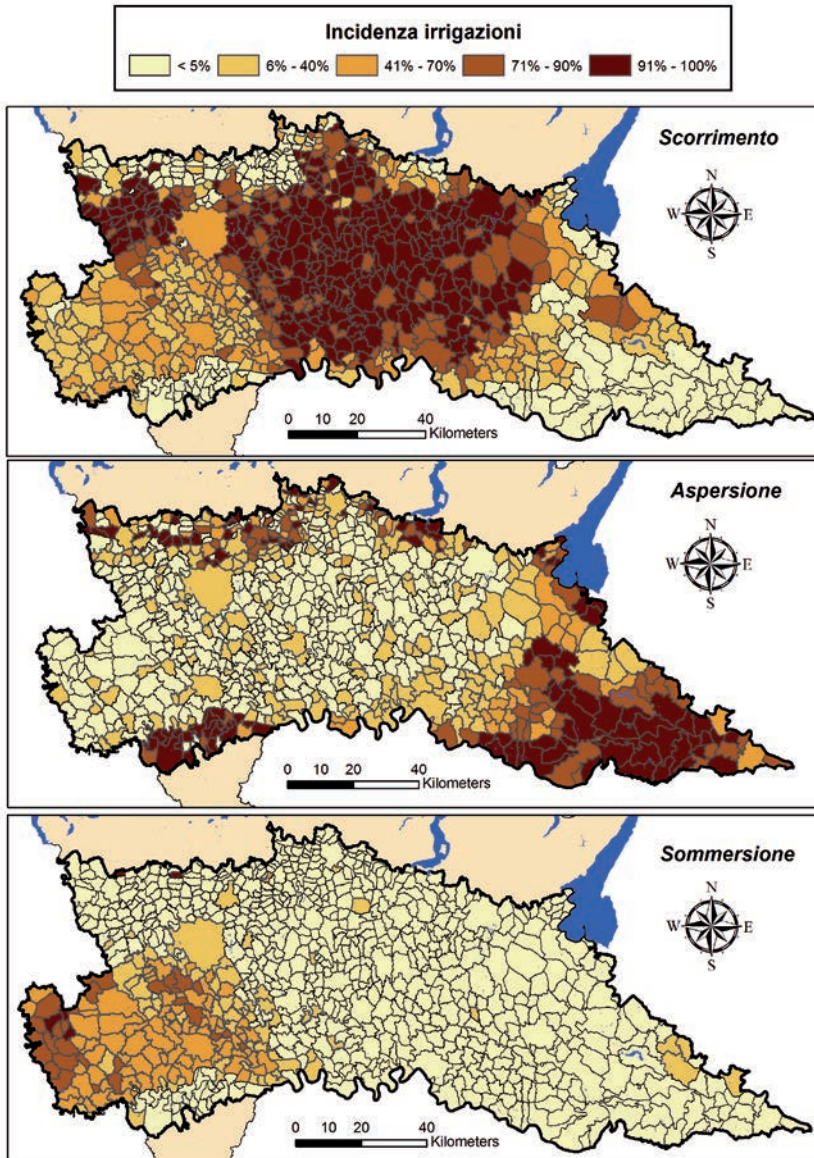 Incidenza irrigazioni
< 5% 6% - 40% 41% - 70% 71% - 90% 91% - 100%
Scorrimento
N
W E
S
0 10 20 40
Kilometers
Aspersione
N
W E
S
0 10 20 40
Kilometers
Sommersione
N
W E
S
0 10 20 40
Kilometers